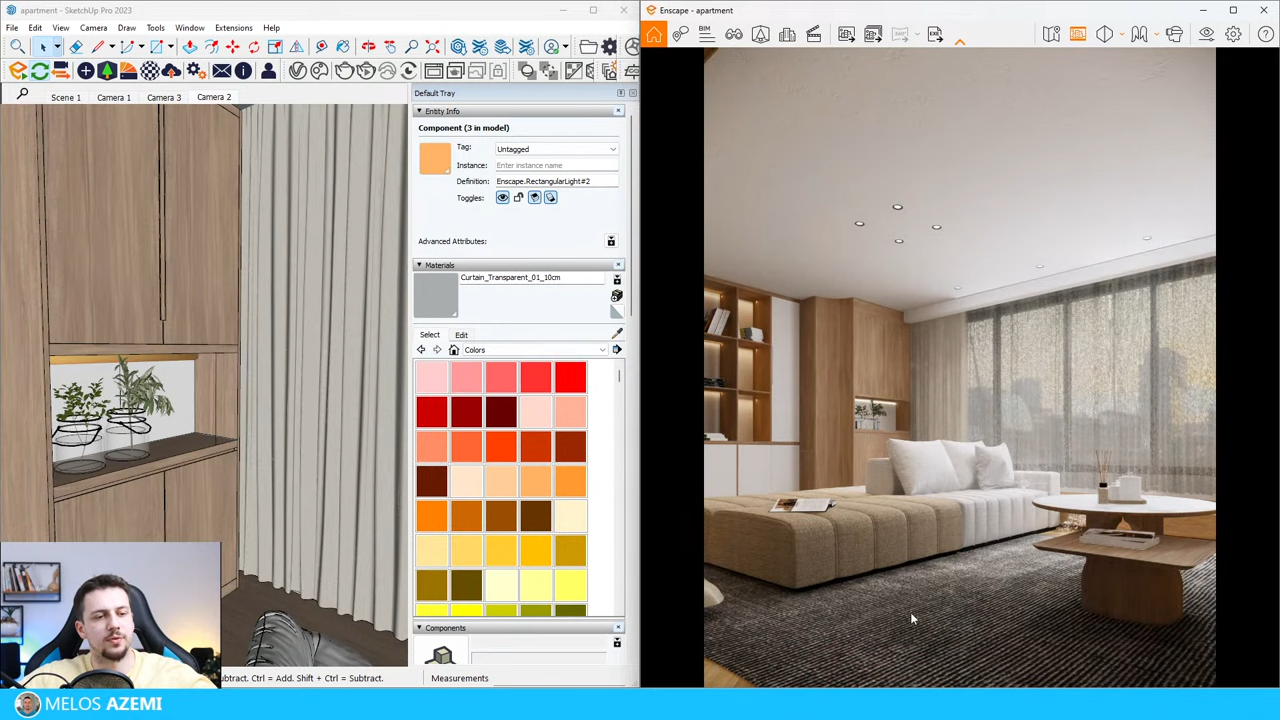 apartment - SketchUp Pro 2023
File Edit View Camera Draw Tools Window Extensions Help
Scene 1 Camera 1 Camera 3 Camera 2
Default Tray
Entity Info
Component (3 in model)
Tag: Untagged
Instance: Enter instance name
Definition: Enscape.RectangularLight#2
Toggles:
Advanced Attributes:
Materials
Curtain_Transparent_01_10cm
Select Edit
Colors
Components
ubtract. Ctrl = Add. Shift + Ctrl = Subtract. Measurements
Enscape - apartment
BIM
MELOS AZEMI